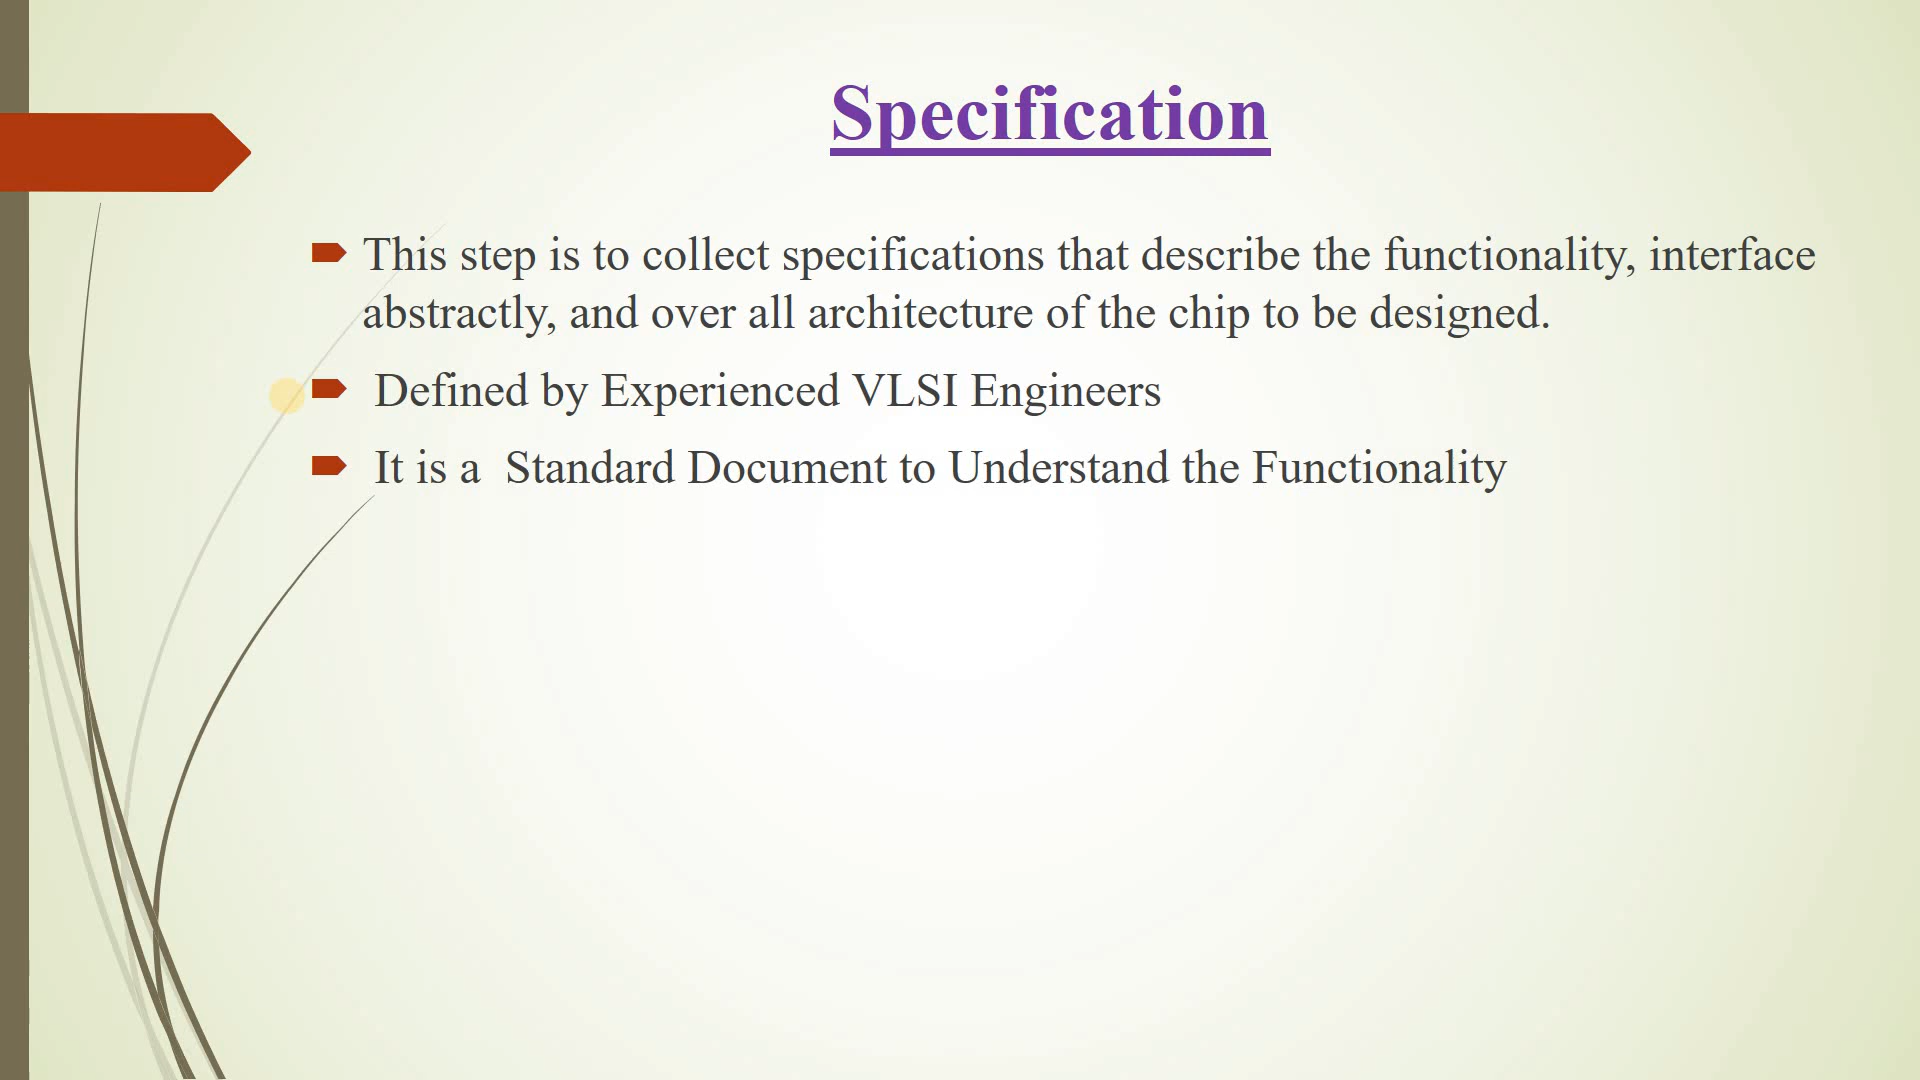 Specification
This step is to collect specifications that describe the functionality, interface
abstractly, and over all architecture of the chip to be designed.
Defined by Experienced VLSI Engineers
It is a  Standard Document to Understand the Functionality